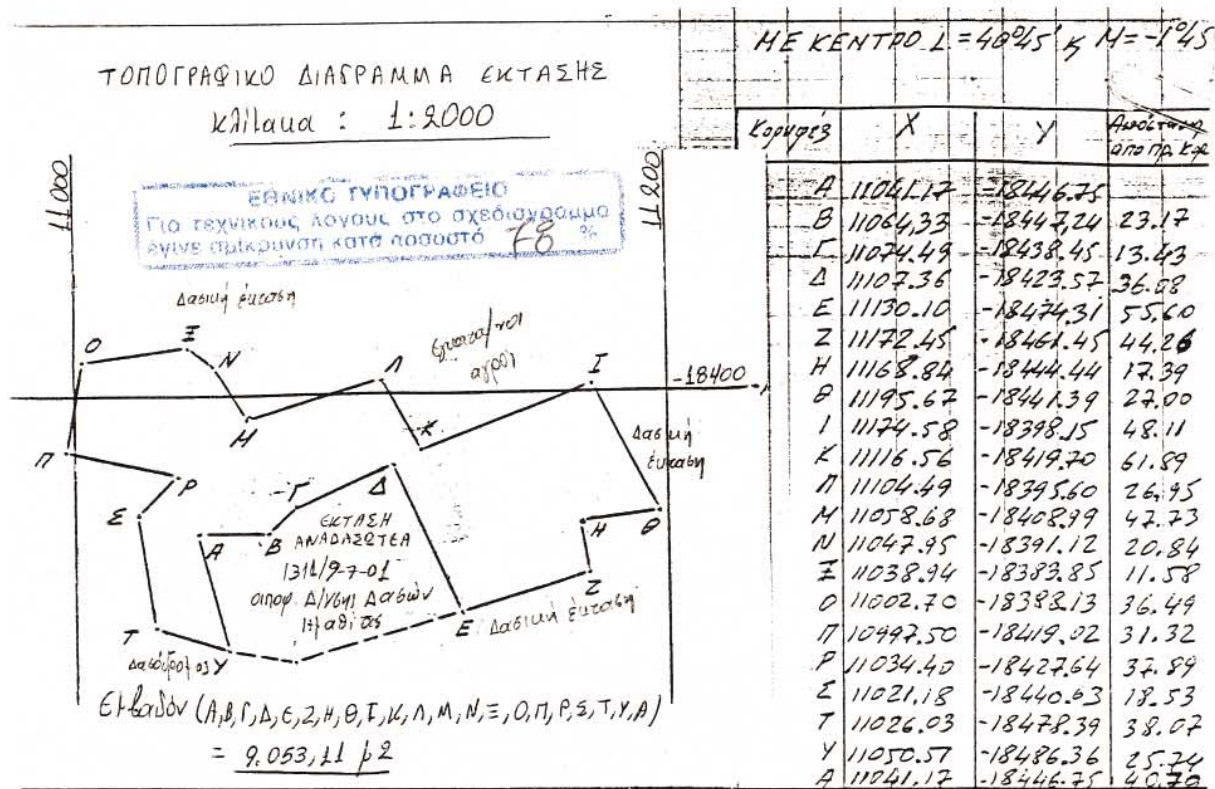 ΤΟΠΟΓΡΑΦΙΚΟ ΔΙΑΓΡΑΜΜΑ ΕΚΤΑΣΗΣ
κλίμακα : 1:2000
11000
11200
ΕΘΝΙΚΟ ΤΥΠΟΓΡΑΦΕΙΟ
Για τεχνικούς λόγους στο σχεδιάγραμμα
έγινε σμίκρυνση κατά ποσοστό 78 %
Δασική έκταση
Ο
Ξ
Ν
Λ
αγροί
Ι
-18400
Μ
Κ
Δασική
έκταση
Π
Ρ
Δ
Σ
Γ
Η
Θ
Α
Β
ΕΚΤΑΣΗ
ΑΝΑΔΑΣΩΤΕΑ
1311/9-7-01
αποφ. Δ/νσης Δασών
Ημαθίας
Ζ
Ε
Δασική έκταση
Τ
Δασόδρομος Υ
Εμβαδόν (Α,Β,Γ,Δ,Ε,Ζ,Η,Θ,Ι,Κ,Λ,Μ,Ν,Ξ,Ο,Π,Ρ,Σ,Τ,Υ,Α)
= 9.053,11 μ2
ΜΕ ΚΕΝΤΡΟ L=40°45' κ M=-1°45
Κορυφές Χ Υ Απόσταση από πρ. κορ
Α 11041.17 -18446.75
Β 11064,33 -18447,24 23.17
Γ 11074.49 -18438.45 13.43
Δ 11107.36 -18423.57 36.08
Ε 11130.10 -18474.31 55.60
Ζ 11172.45 -18461.45 44.26
Η 11168.84 -18444.44 17.39
Θ 11195.67 -18441.39 27.00
Ι 11174.58 -18398.15 48.11
Κ 11116.56 -18419.70 61.89
Λ 11104.49 -18395.60 26,95
Μ 11058.68 -18408.99 47.73
Ν 11047.95 -18391.12 20.84
Ξ 11038.94 -18383.85 11.58
Ο 11002.70 -18388.13 36.49
Π 10997.50 -18419.02 31.32
Ρ 11034.40 -18427.64 37.89
Σ 11021.18 -18440.63 18.53
Τ 11026.03 -18478.39 38.07
Υ 11050.57 -18486.36 25.74
Α 11041.17 -18446.75 40.70